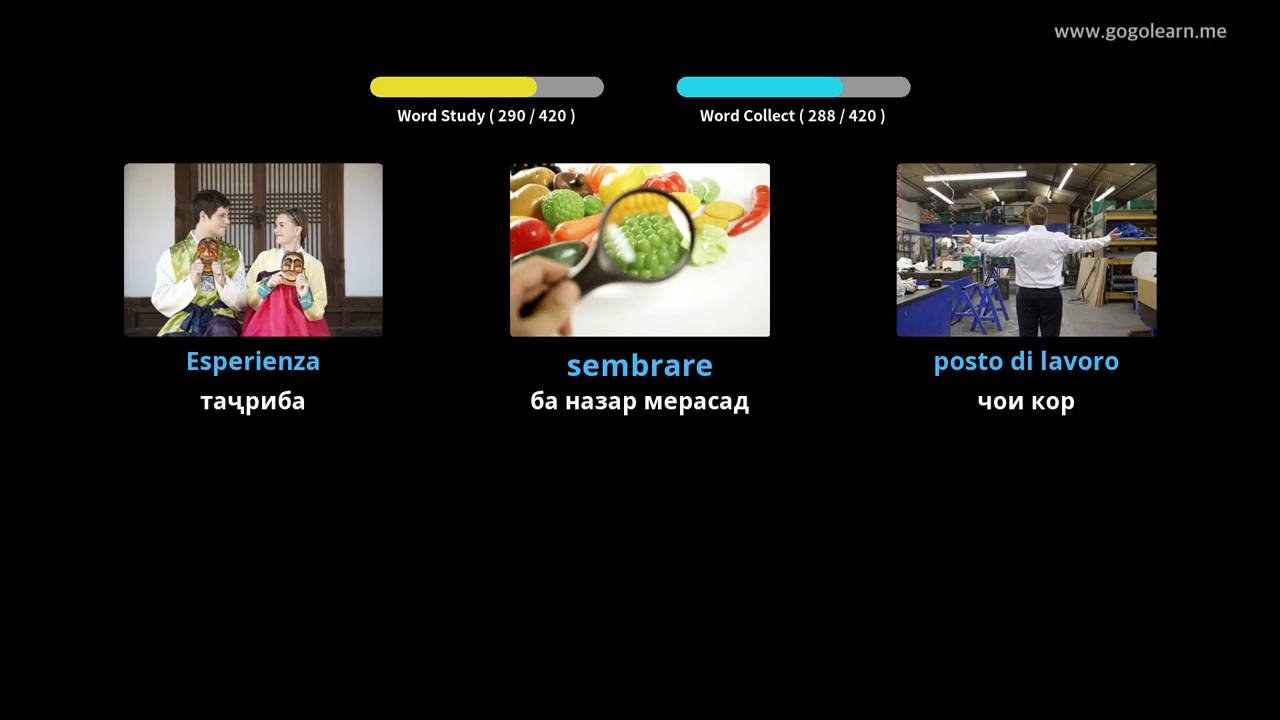 www.gogolearn.me
Word Study ( 290 / 420 )
Word Collect ( 288 / 420 )
Esperienza
sembrare
posto di lavoro
таҷриба
ба назар мерасад
чои кор